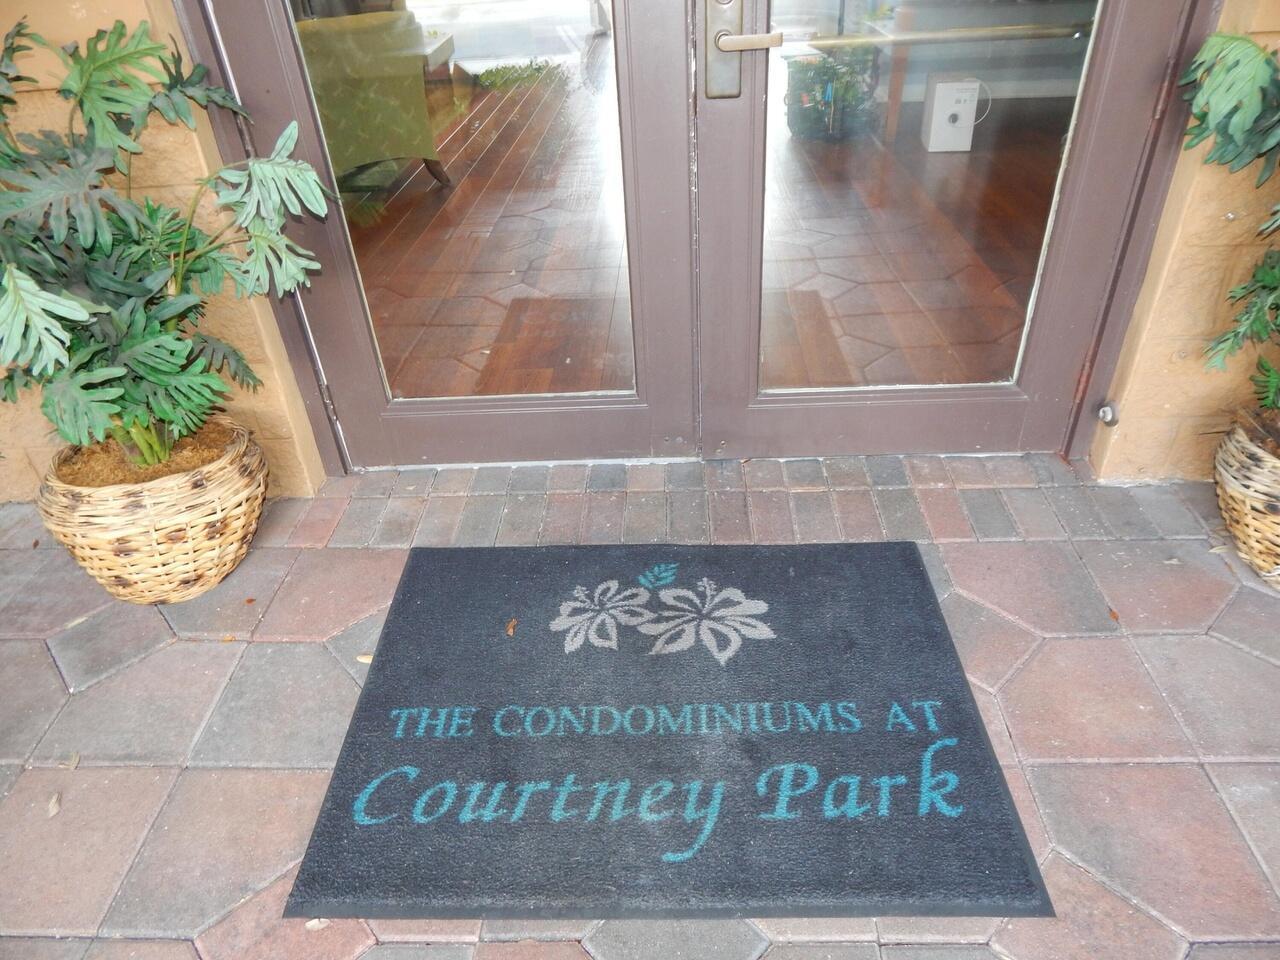 THE CONDOMINIUMS AT
Courtney Park